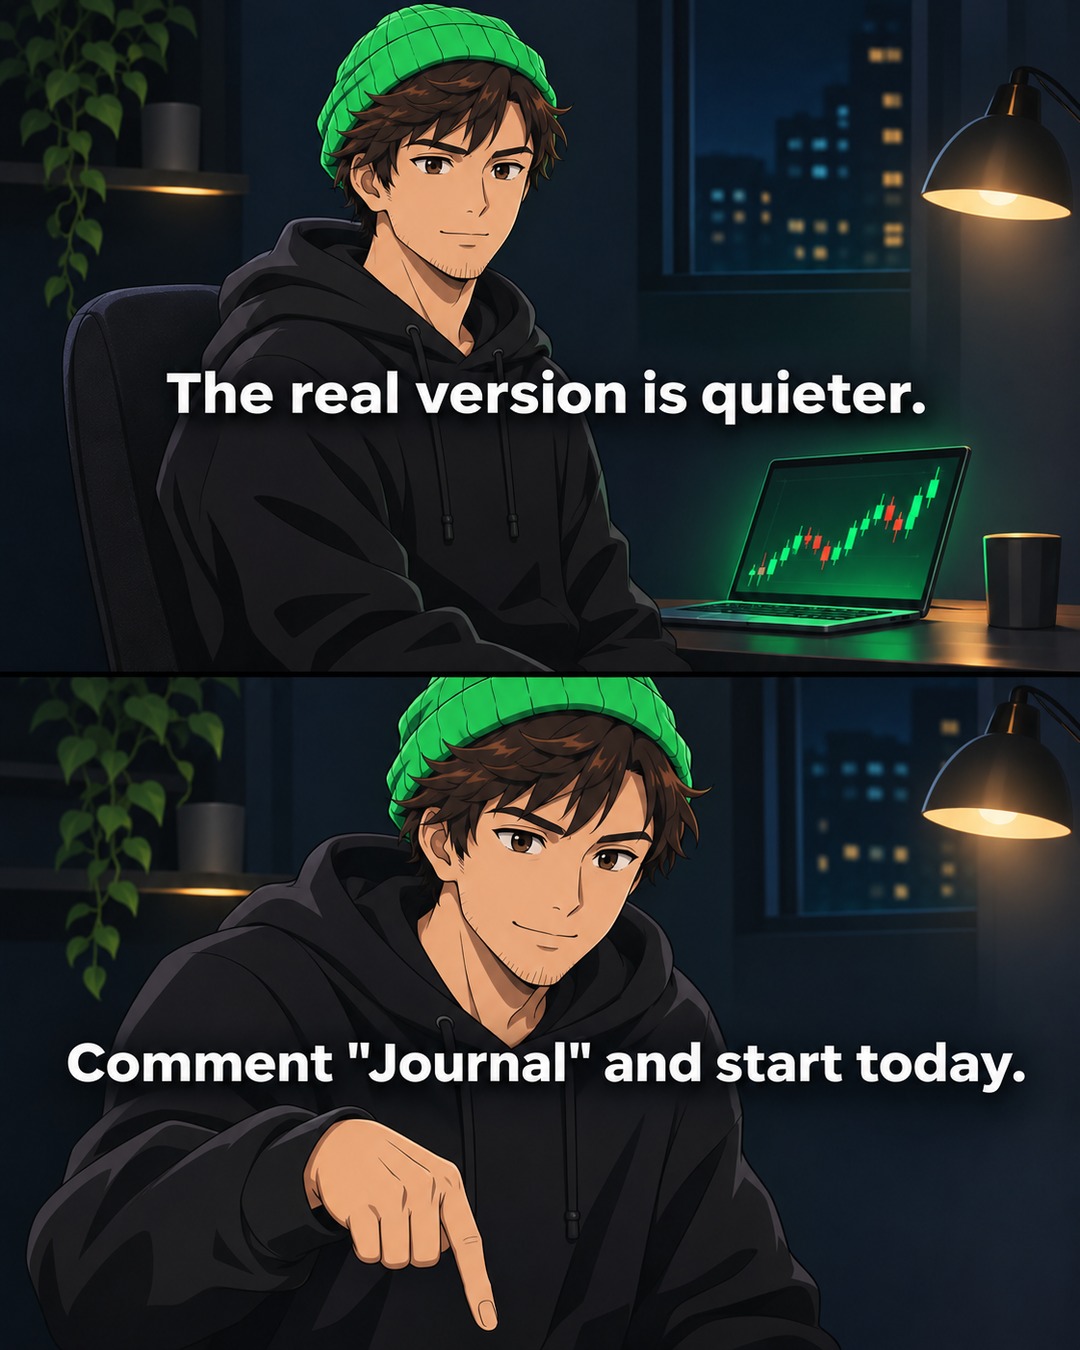 The real version is quieter.
Comment "Journal" and start today.